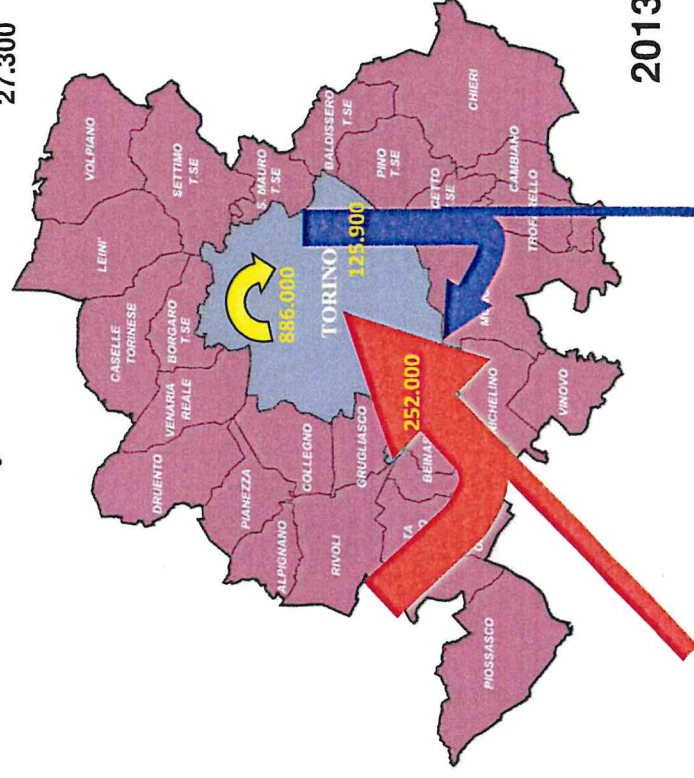 27.300
VOLPIANO
LEINI'
SETTIMO
T.SE
CASELLE
TORINESE
BORGARO
T.SE
S. MAURO
T.SE
VENARIA
REALE
BALDISSERO
T.SE
DRUENTO
PINO
T.SE
CHIERI
PIANEZZA
886.000
TORINO
125.900
COLLEGNO
ALPIGNANO
CAMBIANO
GRUGLIASCO
RIVOLI
252.000
VINOVO
PIOSSASCO
2013